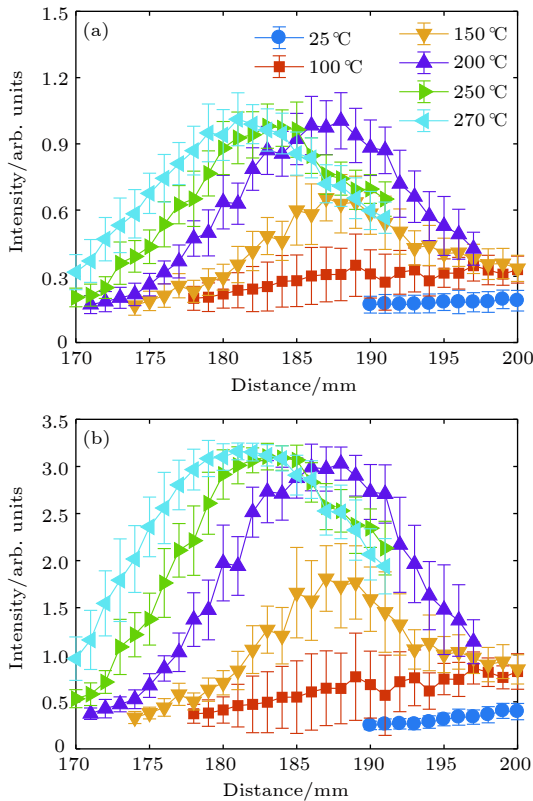 1.5
(a)
25 ℃
100 ℃
150 ℃
200 ℃
250 ℃
270 ℃
1.2
0.9
0.6
0.3
0
Intensity/arb. units
170 175 180 185 190 195 200
Distance/mm
3.5
(b)
3.0
2.5
2.0
1.5
1.0
0.5
0
Intensity/arb. units
170 175 180 185 190 195 200
Distance/mm